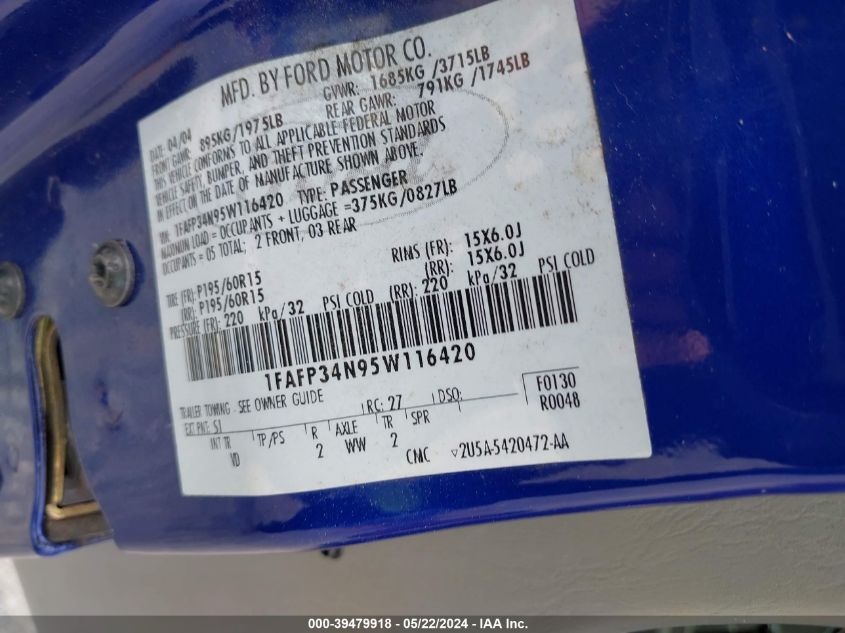 MFD. BY FORD MOTOR CO.
DATE: 04/04 GVWR: 1685KG /3715LB
FRONT GAWR: 895KG/1975LB REAR GAWR: 791KG /1745LB
THIS VEHICLE CONFORMS TO ALL APPLICABLE FEDERAL MOTOR
VEHICLE SAFETY, BUMPER, AND THEFT PREVENTION STANDARDS
IN EFFECT ON THE DATE OF MANUFACTURE SHOWN ABOVE.
VIN: 1FAFP34N95W116420 TYPE: PASSENGER
MAXIMUM LOAD = OCCUPANTS + LUGGAGE =375KG/0827LB
OCCUPANTS = 05 TOTAL; 2 FRONT, 03 REAR
TIRE (FR): P195/60R15 RIMS (FR): 15X6.0J
(RR): P195/60R15 (RR): 15X6.0J
PRESSURE (FR): 220 kPa/32 PSI COLD (RR): 220 kPa/32 PSI COLD
1FAFP34N95W116420
TRAILER TOWING - SEE OWNER GUIDE
EXT PNT: S1 RC: 27 DSO: F0130
R0048
INT TR TP/PS R AXLE TR SPR
VD 2 WW 2
CMC 2U5A-5420472-AA
000-39479918 - 05/22/2024 - IAA Inc.